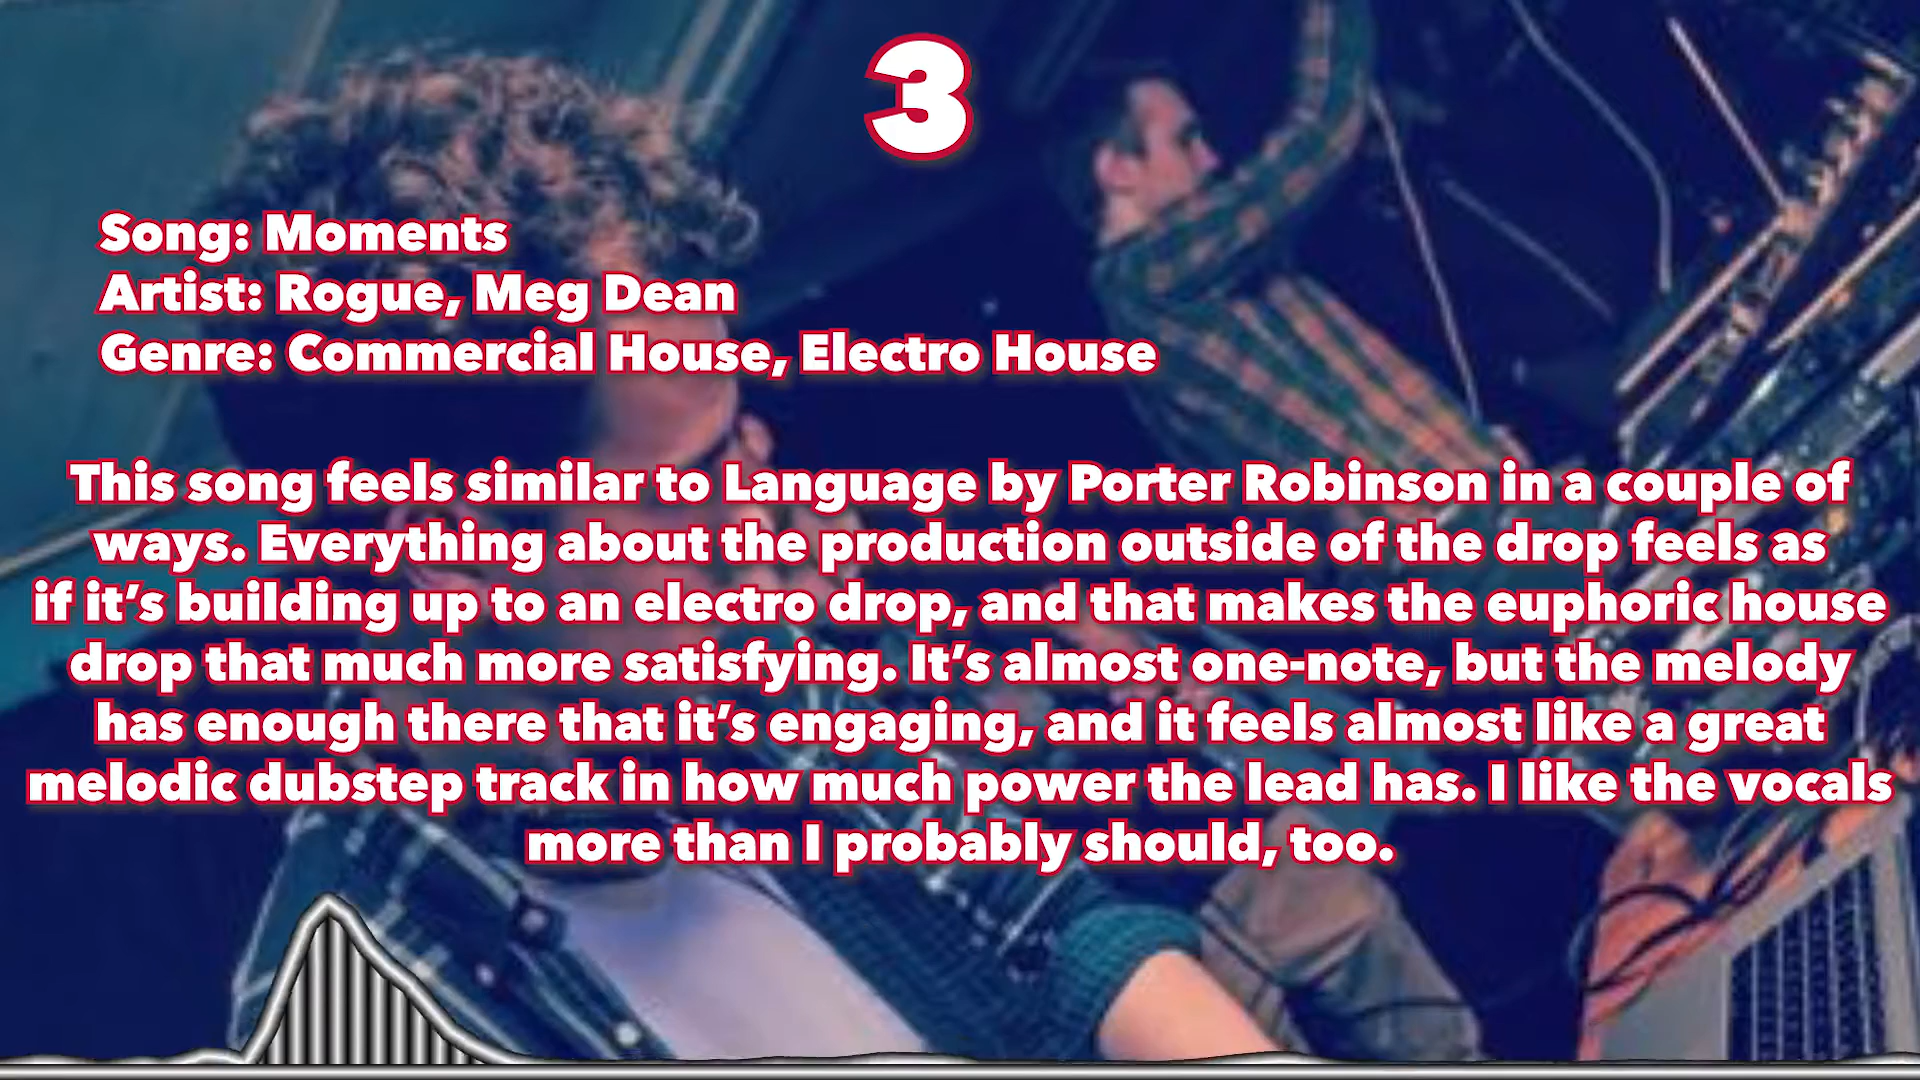 3
Song: Moments
Artist: Rogue, Meg Dean
Genre: Commercial House, Electro House
This song feels similar to Language by Porter Robinson in a couple of
ways. Everything about the production outside of the drop feels as
if it’s building up to an electro drop, and that makes the euphoric house
drop that much more satisfying. It’s almost one-note, but the melody
has enough there that it’s engaging, and it feels almost like a great
melodic dubstep track in how much power the lead has. I like the vocals
more than I probably should, too.